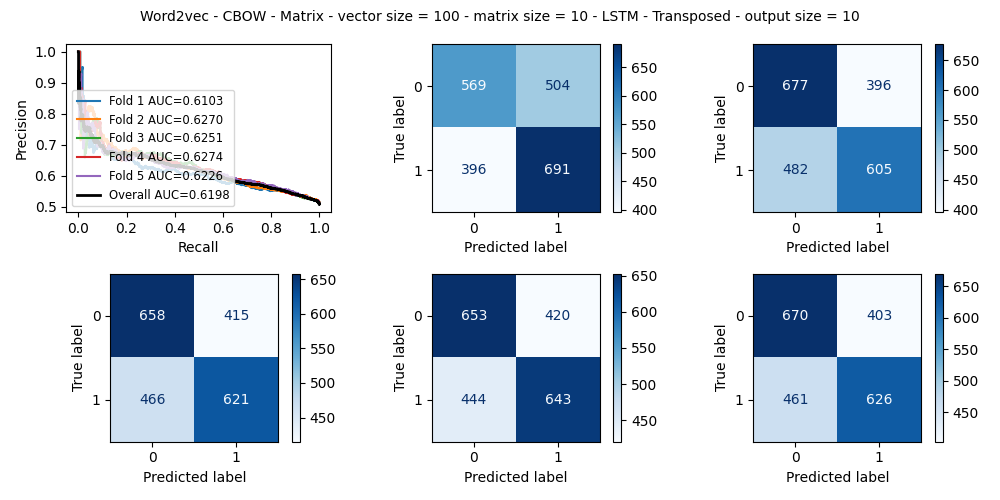 Word2vec - CBOW - Matrix - vector size = 100 - matrix size = 10 - LSTM - Transposed - output size = 10
1.0
0.9
0.8
0.7
0.6
0.5
Precision
Fold 1 AUC=0.6103
Fold 2 AUC=0.6270
Fold 3 AUC=0.6251
Fold 4 AUC=0.6274
Fold 5 AUC=0.6226
Overall AUC=0.6198
0.0 0.2 0.4 0.6 0.8 1.0
Recall
True label
0
1
569 504
396 691
0 1
Predicted label
650
600
550
500
450
400
True label
0
1
677 396
482 605
0 1
Predicted label
650
600
550
500
450
400
True label
0
1
658 415
466 621
0 1
Predicted label
650
600
550
500
450
True label
0
1
653 420
444 643
0 1
Predicted label
650
600
550
500
450
True label
0
1
670 403
461 626
0 1
Predicted label
650
600
550
500
450